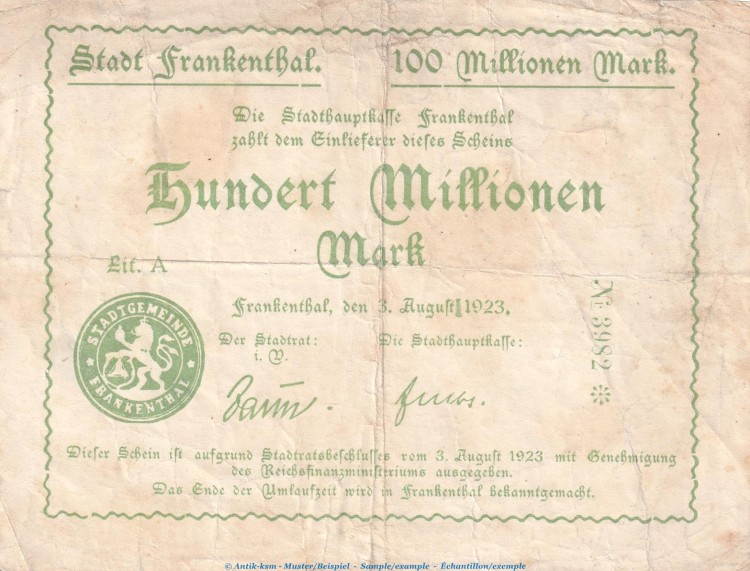 Stadt Frankenthal. 100 Millionen Mark.
Die Stadthauptkasse Frankenthal
zahlt dem Einlieferer dieses Scheins
Hundert Millionen
Mark
Lit. A
Frankenthal, den 3. August 1923.
Der Stadtrat: Die Stadthauptkasse:
i. V.
STADTGEMEINDE
FRANKENTHAL
№ 3982 *
Dieser Schein ist aufgrund Stadtratsbeschlusses vom 3. August 1923 mit Genehmigung
des Reichsfinanzministeriums ausgegeben.
Das Ende der Umlaufzeit wird in Frankenthal bekanntgemacht.
© Antik-ksm - Muster/Beispiel - Sample/example - Échantillon/exemple